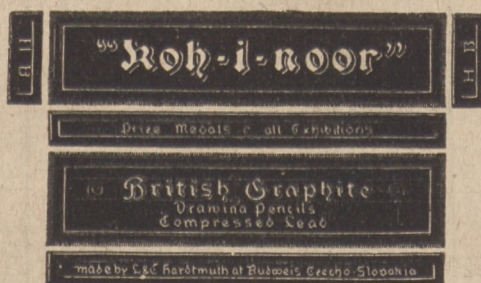 HB "Koh-i-noor" HB
Prize Medals @ all Exhibitions
British Graphite
Drawing Pencils
Compressed Lead
made by L&C Hardtmuth at Budweis Czecho-Slovakia